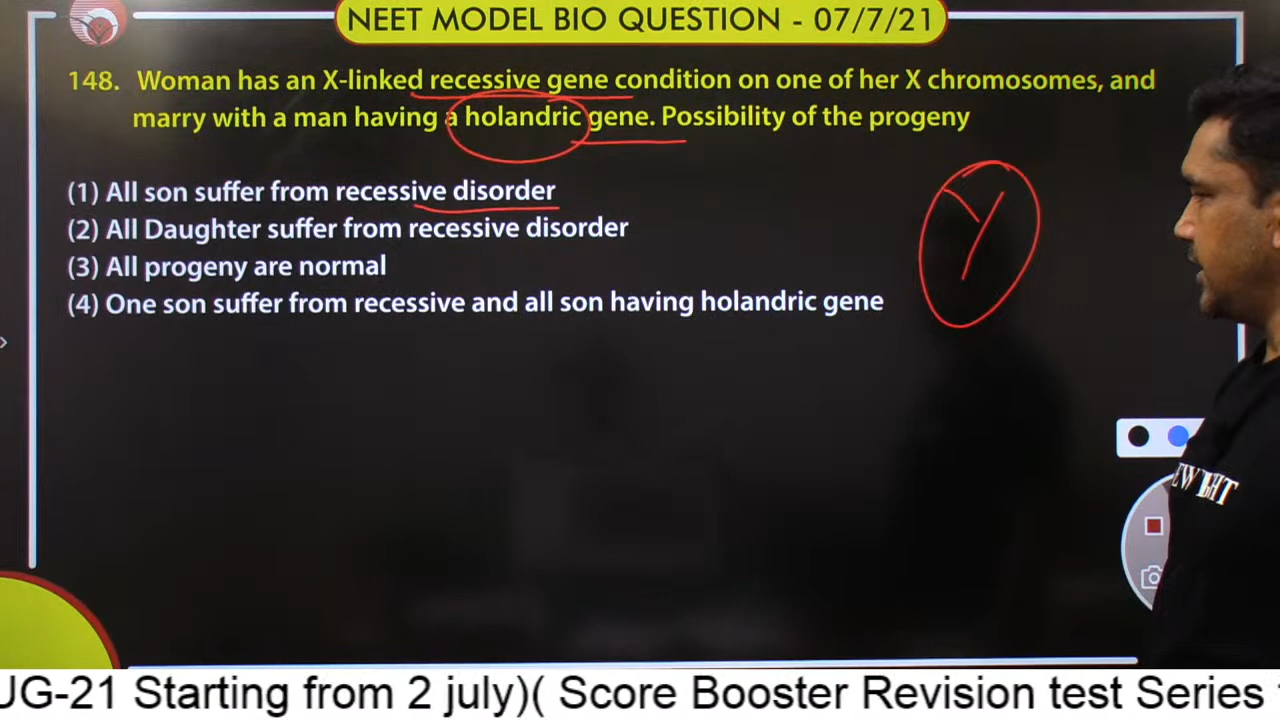 NEET MODEL BIO QUESTION - 07/7/21
148. Woman has an X-linked recessive gene condition on one of her X chromosomes, and
marry with a man having a holandric gene. Possibility of the progeny
(1) All son suffer from recessive disorder
(2) All Daughter suffer from recessive disorder
(3) All progeny are normal
(4) One son suffer from recessive and all son having holandric gene
Y
UG-21 Starting from 2 july)( Score Booster Revision test Series